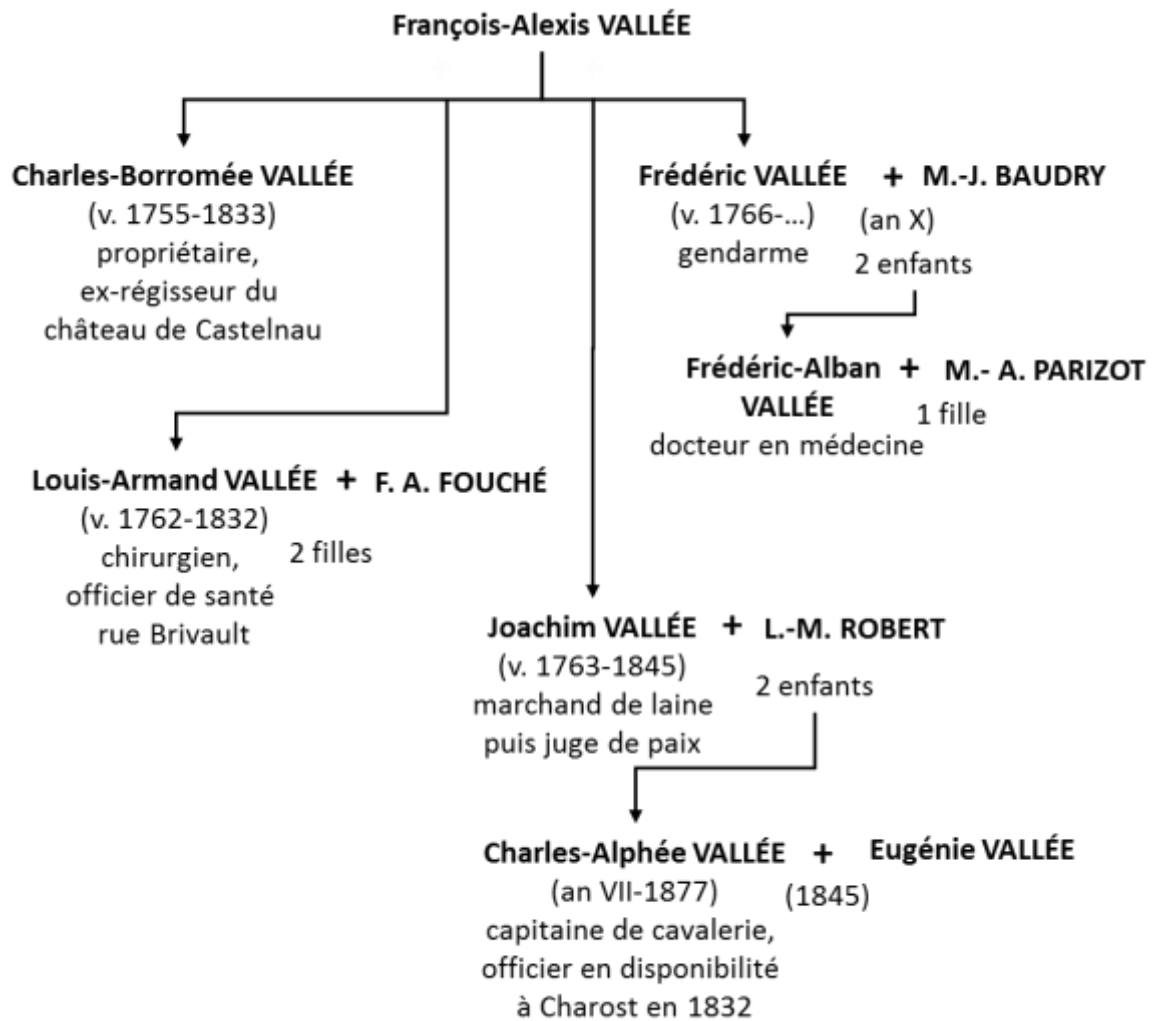 François-Alexis VALLÉE
Charles-Borromée VALLÉE
(v. 1755-1833)
propriétaire,
ex-régisseur du
château de Castelnau
Frédéric VALLÉE + M.-J. BAUDRY
(v. 1766-...) (an X)
gendarme
2 enfants
Frédéric-Alban + M.- A. PARIZOT
VALLÉE 1 fille
docteur en médecine
Louis-Armand VALLÉE + F. A. FOUCHÉ
(v. 1762-1832)
chirurgien, 2 filles
officier de santé
rue Brivault
Joachim VALLÉE + L.-M. ROBERT
(v. 1763-1845)
marchand de laine 2 enfants
puis juge de paix
Charles-Alphée VALLÉE + Eugénie VALLÉE
(an VII-1877) (1845)
capitaine de cavalerie,
officier en disponibilité
à Charost en 1832